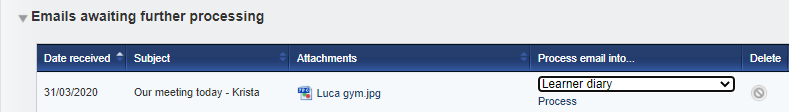 Emails awaiting further processing
Date received Subject Attachments Process email into... Delete
31/03/2020 Our meeting today - Krista Luca gym.jpg Learner diary
Process